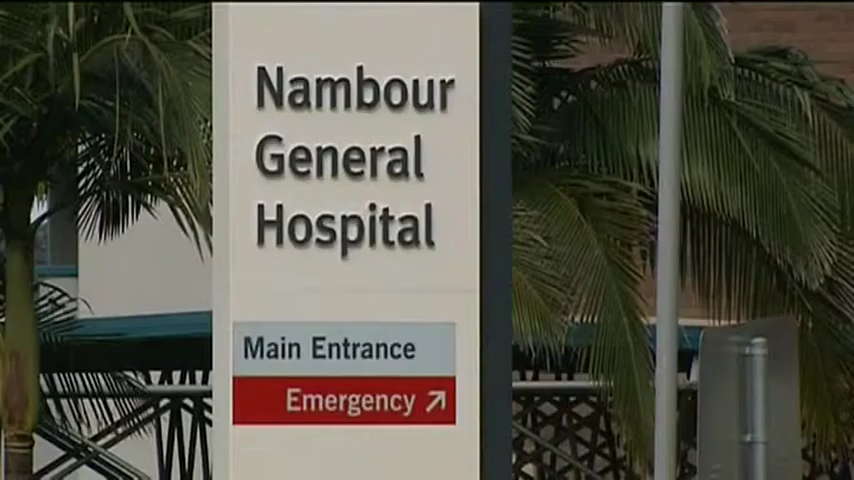 Nambour
General
Hospital
Main Entrance
Emergency